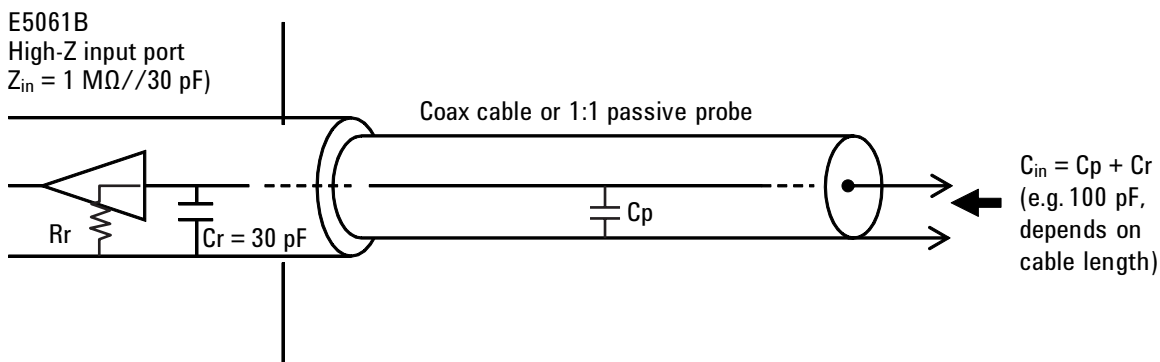 E5061B
High-Z input port
Zin = 1 MΩ//30 pF)
Coax cable or 1:1 passive probe
Cin = Cp + Cr
(e.g. 100 pF,
depends on
cable length)
Rr
Cr = 30 pF
Cp